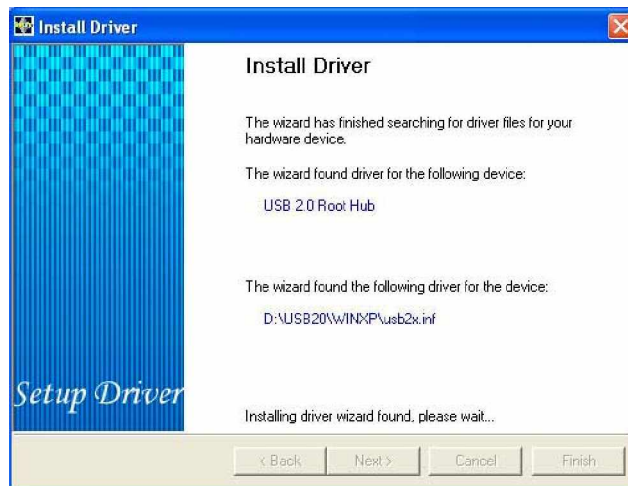 Install Driver
Install Driver
The wizard has finished searching for driver files for your
hardware device.
The wizard found driver for the following device:
USB 2.0 Root Hub
The wizard found the following driver for the device:
D:\USB20\WINXP\usb2x.inf
Setup Driver
Installing driver wizard found, please wait...
< Back
Next >
Cancel
Finish